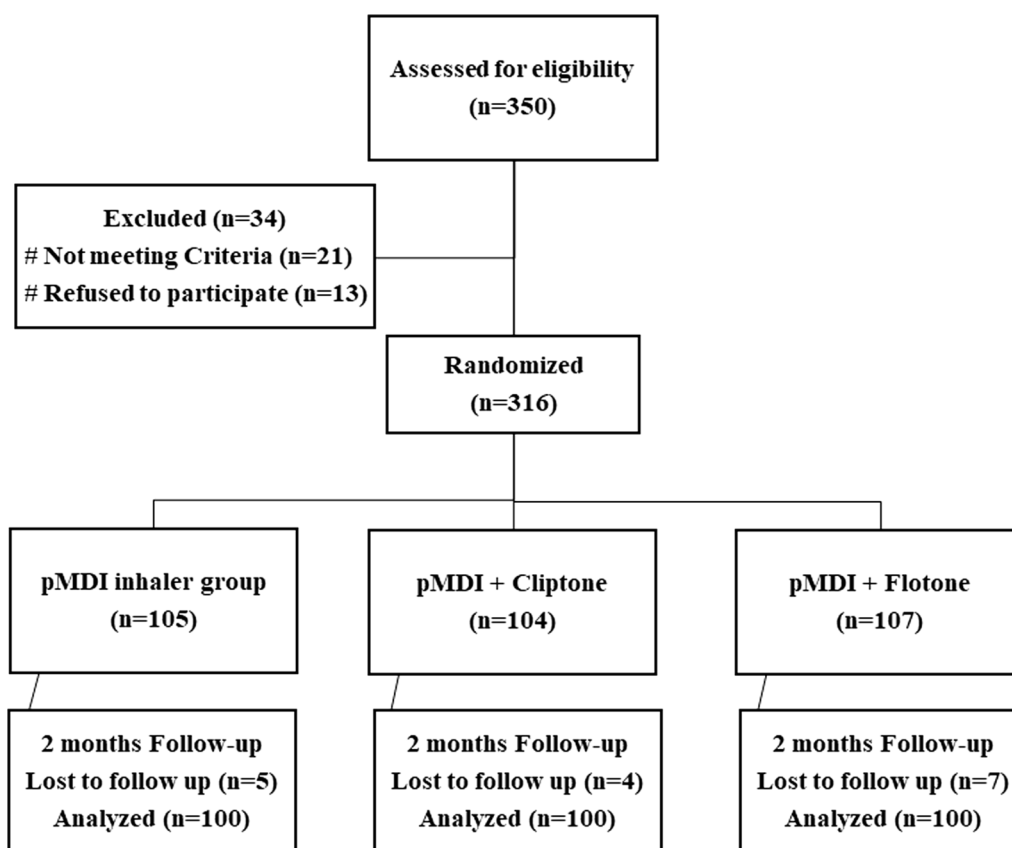 Assessed for eligibility
(n=350)
Excluded (n=34)
# Not meeting Criteria (n=21)
# Refused to participate (n=13)
Randomized
(n=316)
pMDI inhaler group
(n=105)
pMDI + Cliptone
(n=104)
pMDI + Flotone
(n=107)
2 months Follow-up
Lost to follow up (n=5)
Analyzed (n=100)
2 months Follow-up
Lost to follow up (n=4)
Analyzed (n=100)
2 months Follow-up
Lost to follow up (n=7)
Analyzed (n=100)